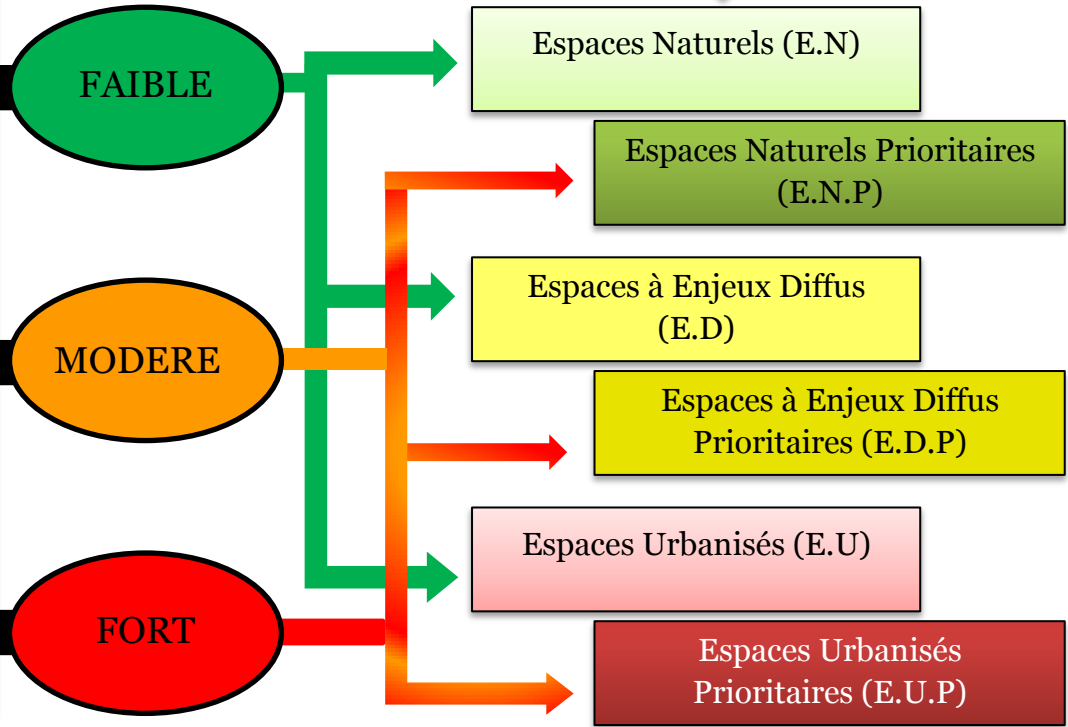 FAIBLE
Espaces Naturels (E.N)
Espaces Naturels Prioritaires
(E.N.P)
MODERE
Espaces à Enjeux Diffus
(E.D)
Espaces à Enjeux Diffus
Prioritaires (E.D.P)
FORT
Espaces Urbanisés (E.U)
Espaces Urbanisés
Prioritaires (E.U.P)